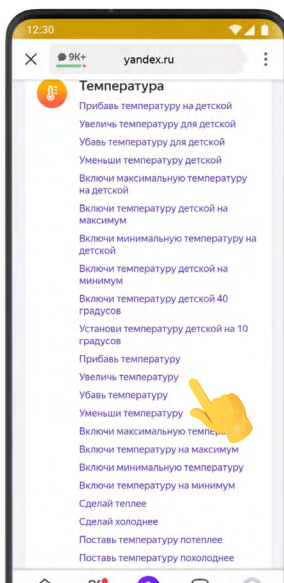 12:30
9K+
yandex.ru
Температура
Прибавь температуру на детской
Увеличь температуру для детской
Убавь температуру для детской
Уменьши температуру детской
Включи максимальную температуру
на детской
Включи температуру детской на
максимум
Включи минимальную температуру на
детской
Включи температуру детской на
минимум
Включи температуру детской 40
градусов
Установи температуру детской на 10
градусов
Прибавь температуру
Увеличь температуру
Убавь температуру
Уменьши температуру
Включи максимальную
Включи температуру на максимум
Включи минимальную температуру
Включи температуру на минимум
Сделай теплее
Сделай холоднее
Поставь температуру потеплее
Поставь температуру похолоднее